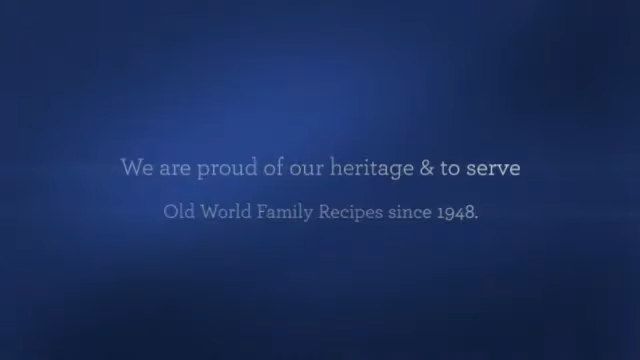 We are proud of our heritage & to serve
Old World Family Recipes since 1948.